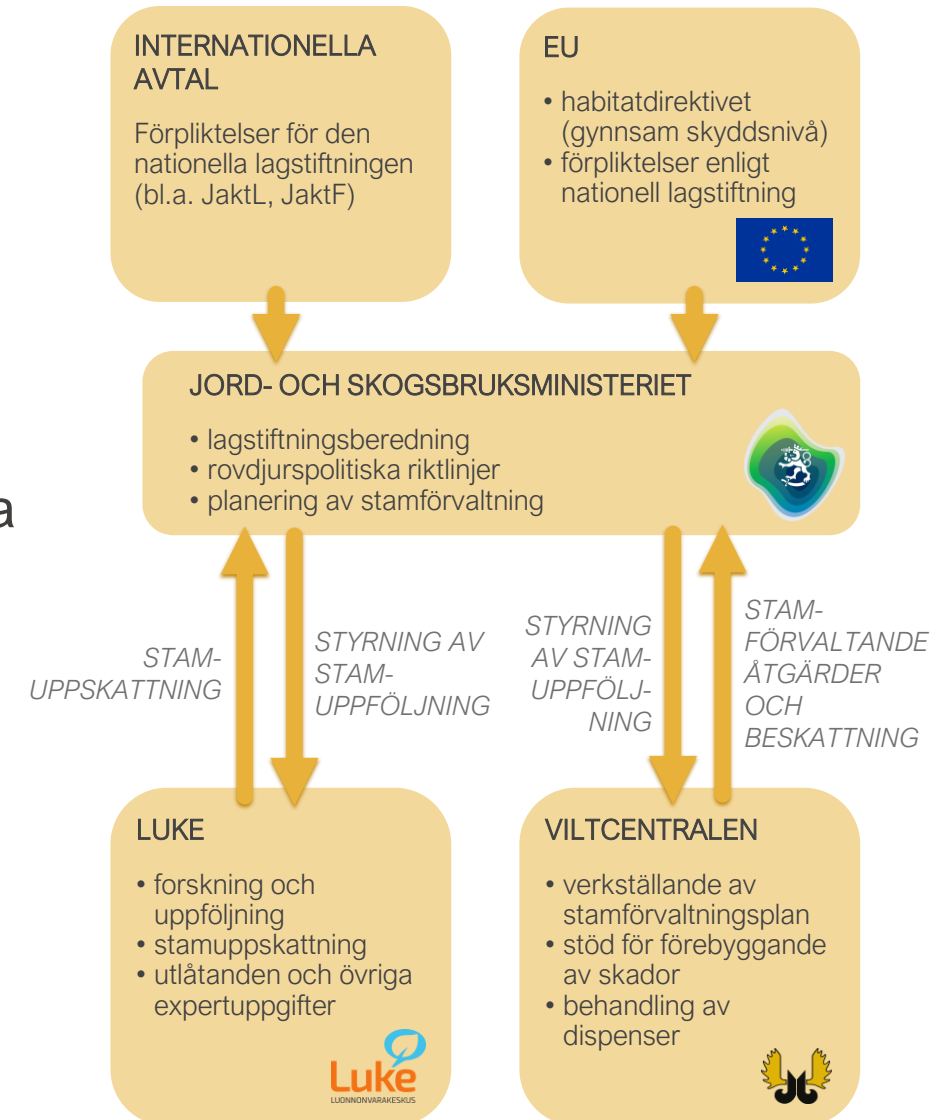 INTERNATIONELLA
AVTAL
Förpliktelser för den
nationella lagstiftningen
(bl.a. JaktL, JaktF)
EU
• habitatdirektivet
(gynnsam skyddsnivå)
• förpliktelser enligt
nationell lagstiftning
JORD- OCH SKOGSBRUKSMINISTERIET
• lagstiftningsberedning
• rovdjurspolitiska riktlinjer
• planering av stamförvaltning
a
STAM-
UPPSKATTNING
STYRNING AV
STAM-
UPPFÖLJNING
STYRNING
AV STAM-
UPPFÖLJ-
NING
STAM-
FÖRVALTANDE
ÅTGÄRDER
OCH
BESKATTNING
LUKE
• forskning och
uppföljning
• stamuppskattning
• utlåtanden och övriga
expertuppgifter
Luke
LUONNONVARAKESKUS
VILTCENTRALEN
• verkställande av
stamförvaltningsplan
• stöd för förebyggande
av skador
• behandling av
dispenser